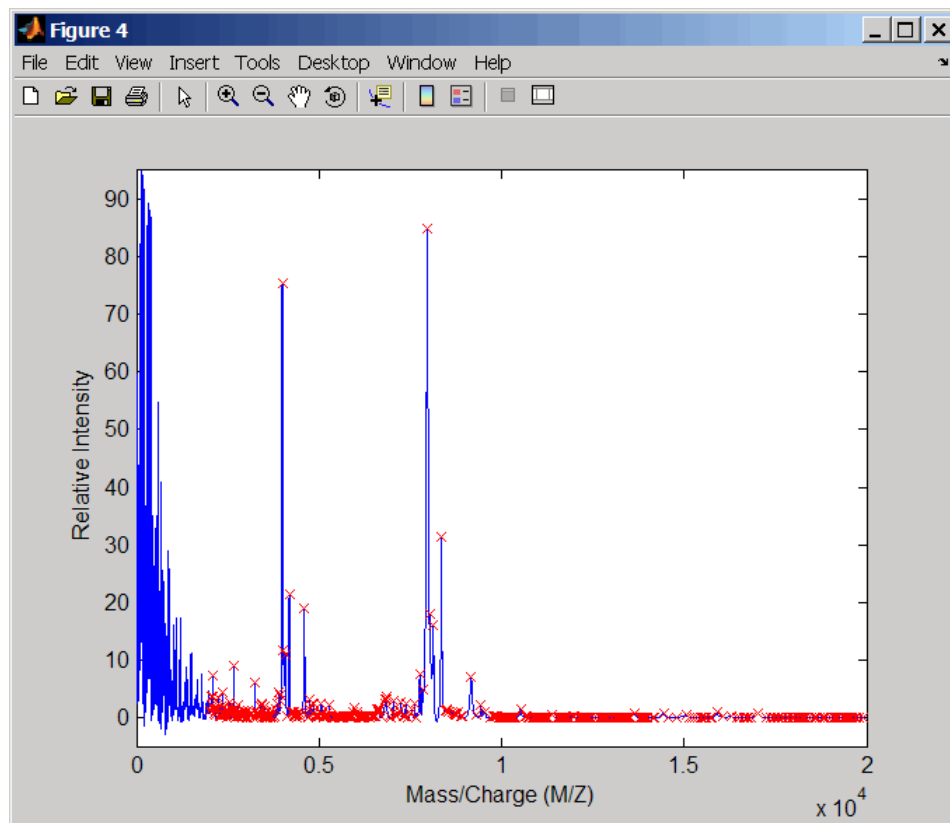 Figure 4
File Edit View Insert Tools Desktop Window Help
90
80
70
60
50
40
30
20
10
0
Relative Intensity
0 0.5 1 1.5 2
Mass/Charge (M/Z)
x 10^4